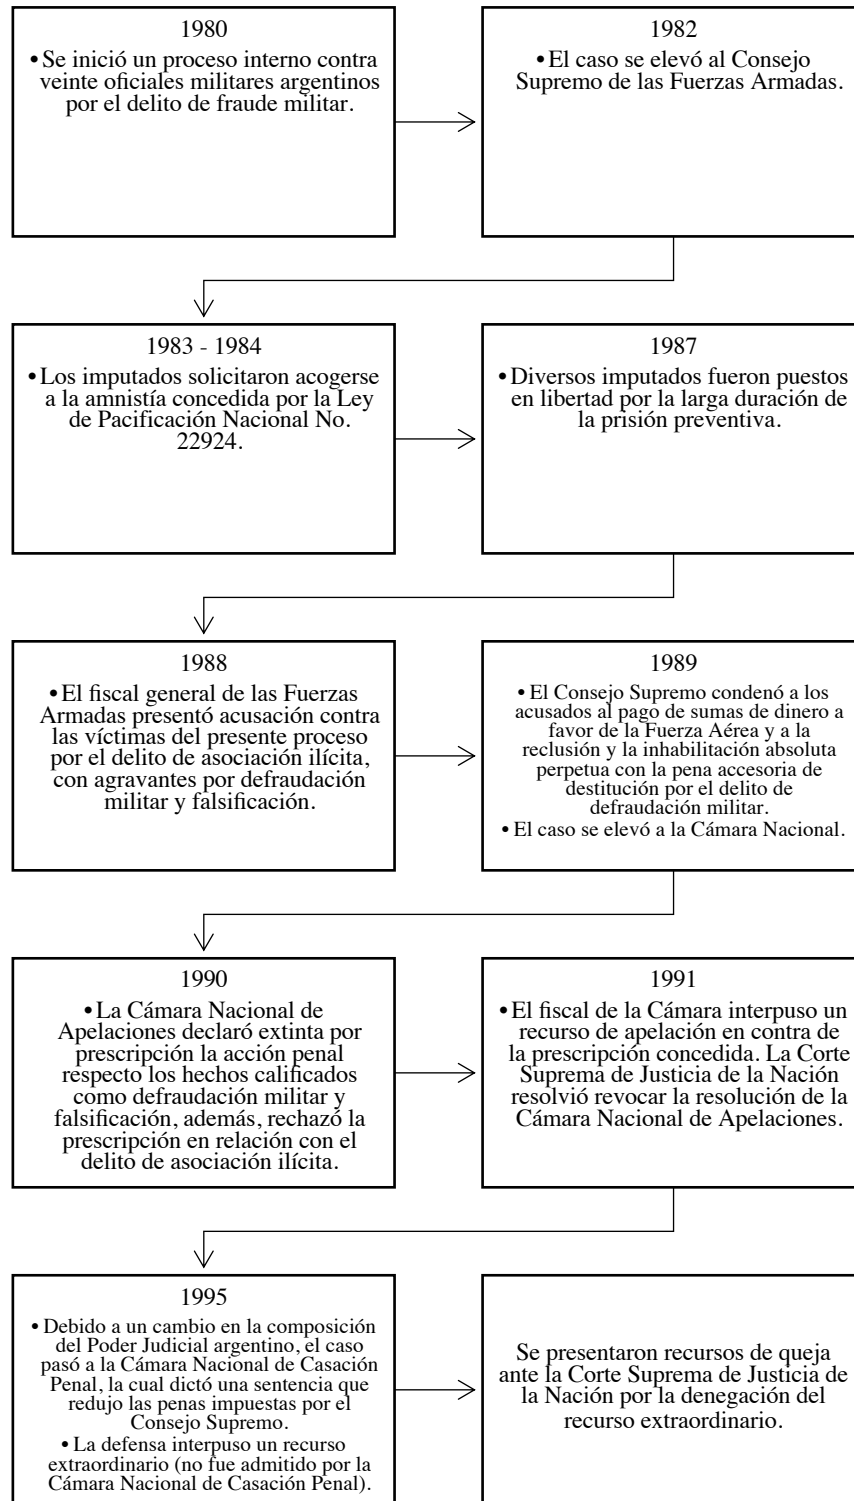 1980
• Se inició un proceso interno contra
veinte oficiales militares argentinos
por el delito de fraude militar.
1982
• El caso se elevó al Consejo
Supremo de las Fuerzas Armadas.
1983 - 1984
• Los imputados solicitaron acogerse
a la amnistía concedida por la Ley
de Pacificación Nacional No.
22924.
1987
• Diversos imputados fueron puestos
en libertad por la larga duración de
la prisión preventiva.
1988
• El fiscal general de las Fuerzas
Armadas presentó acusación contra
las víctimas del presente proceso
por el delito de asociación ilícita,
con agravantes por defraudación
militar y falsificación.
1989
• El Consejo Supremo condenó a los
acusados al pago de sumas de dinero a
favor de la Fuerza Aérea y a la
reclusión y la inhabilitación absoluta
perpetua con la pena accesoria de
destitución por el delito de
defraudación militar.
• El caso se elevó a la Cámara Nacional.
1990
• La Cámara Nacional de
Apelaciones declaró extinta por
prescripción la acción penal
respecto los hechos calificados
como defraudación militar y
falsificación, además, rechazó la
prescripción en relación con el
delito de asociación ilícita.
1991
• El fiscal de la Cámara interpuso un
recurso de apelación en contra de
la prescripción concedida. La Corte
Suprema de Justicia de la Nación
resolvió revocar la resolución de la
Cámara Nacional de Apelaciones.
1995
• Debido a un cambio en la composición
del Poder Judicial argentino, el caso
pasó a la Cámara Nacional de Casación
Penal, la cual dictó una sentencia que
redujo las penas impuestas por el
Consejo Supremo.
• La defensa interpuso un recurso
extraordinario (no fue admitido por la
Cámara Nacional de Casación Penal).
Se presentaron recursos de queja
ante la Corte Suprema de Justicia de
la Nación por la denegación del
recurso extraordinario.